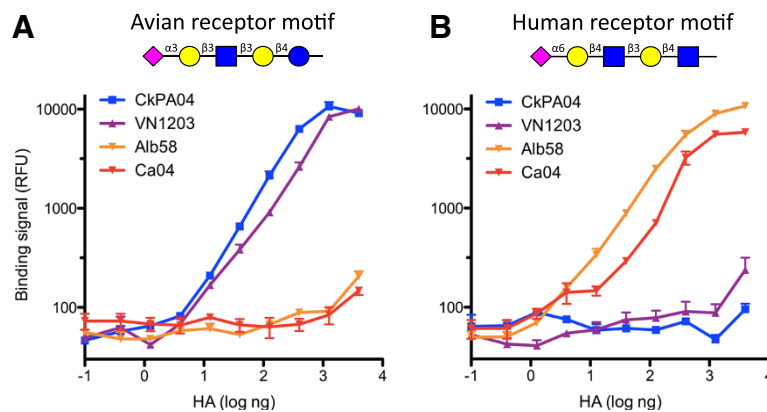 A
Avian receptor motif
α3 β3 β3 β4
CkPA04
VN1203
Alb58
Ca04
10000
1000
100
Binding signal (RFU)
-1 0 1 2 3 4
HA (log ng)
B
Human receptor motif
α6 β4 β3 β4
CkPA04
VN1203
Alb58
Ca04
10000
1000
100
-1 0 1 2 3 4
HA (log ng)